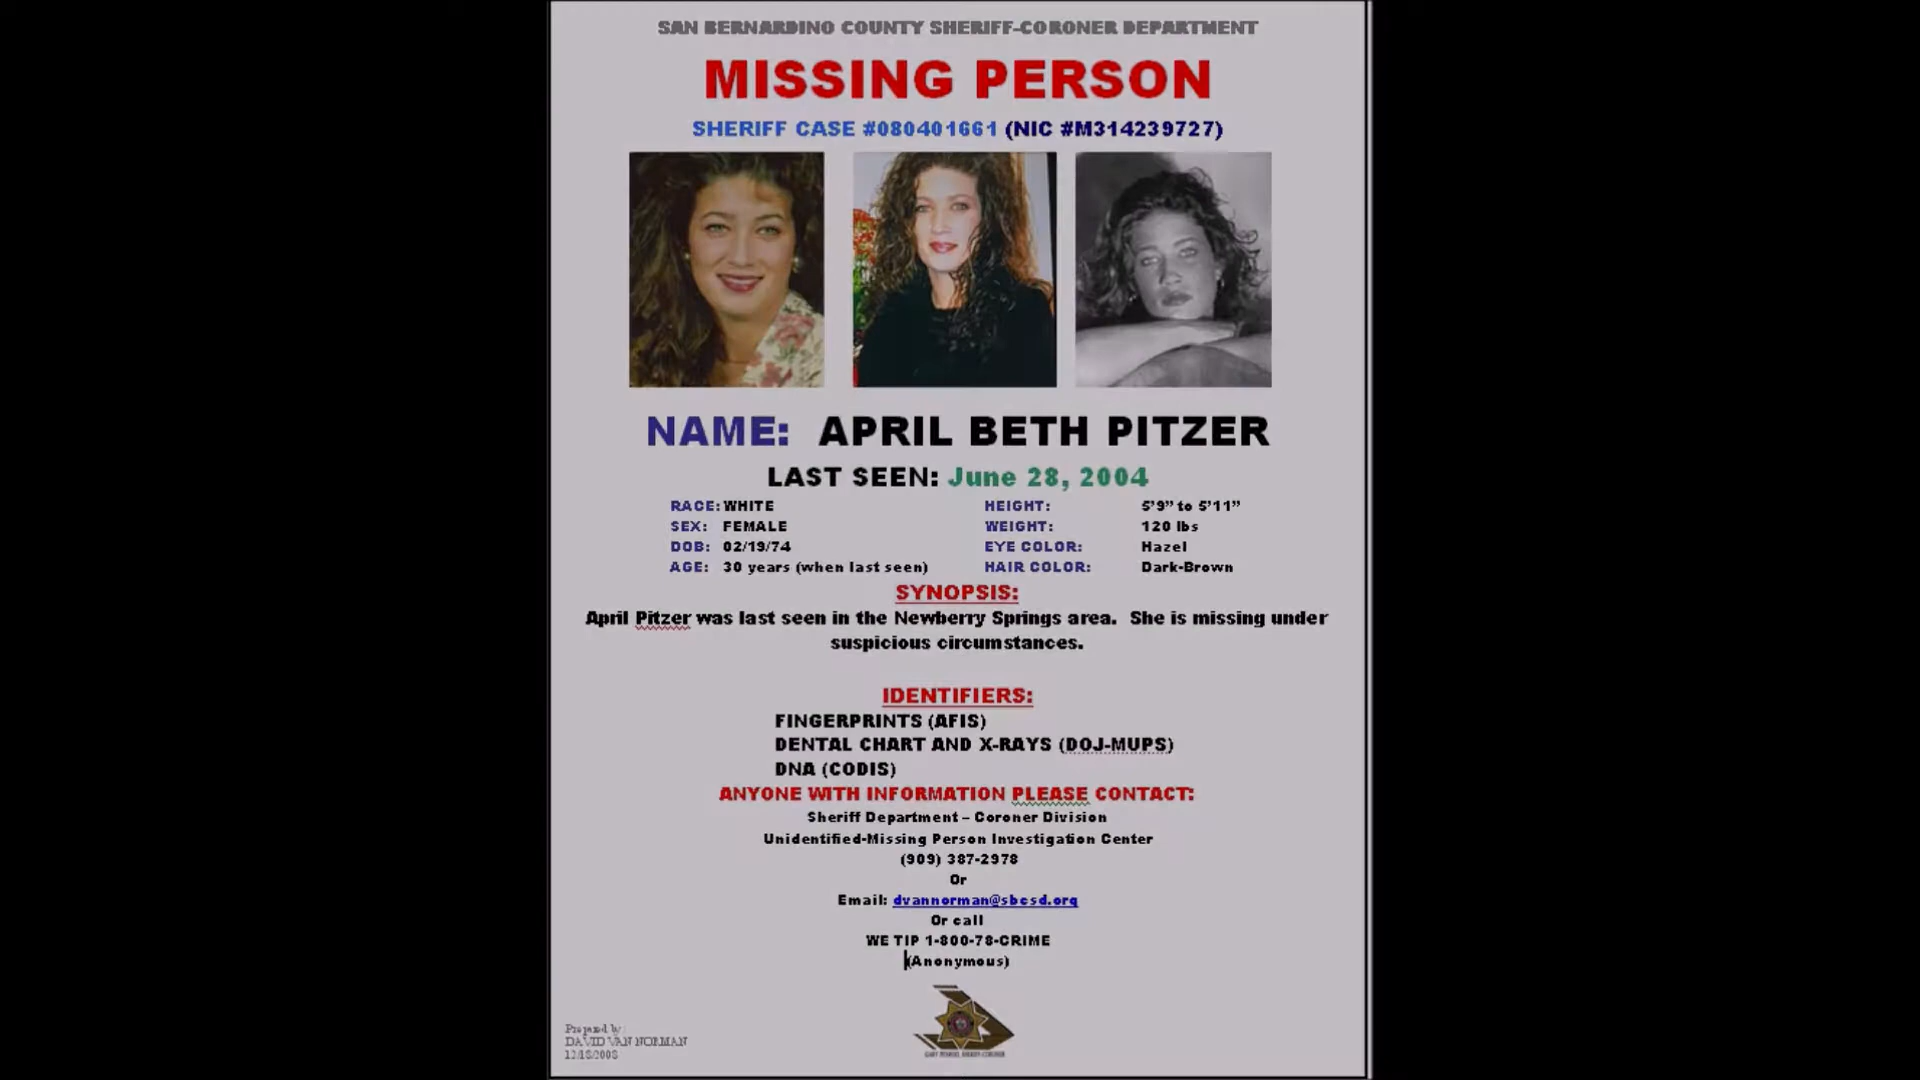 SAN BERNARDINO COUNTY SHERIFF-CORONER DEPARTMENT
MISSING PERSON
SHERIFF CASE #080401661 (NIC #M314239727)
NAME: APRIL BETH PITZER
LAST SEEN: June 28, 2004
RACE: WHITE HEIGHT: 5'9" to 5'11"
SEX: FEMALE WEIGHT: 120 lbs
DOB: 02/19/74 EYE COLOR: Hazel
AGE: 30 years (when last seen) HAIR COLOR: Dark-Brown
SYNOPSIS:
April Pitzer was last seen in the Newberry Springs area. She is missing under
suspicious circumstances.
IDENTIFIERS:
FINGERPRINTS (AFIS)
DENTAL CHART AND X-RAYS (DOJ-MUPS)
DNA (CODIS)
ANYONE WITH INFORMATION PLEASE CONTACT:
Sheriff Department – Coroner Division
Unidentified-Missing Person Investigation Center
(909) 387-2978
Or
Email: dvannorman@sbcsd.org
Or call
WE TIP 1-800-78-CRIME
(Anonymous)
Prepared by:
DAVID VAN NORMAN
12/18/2008